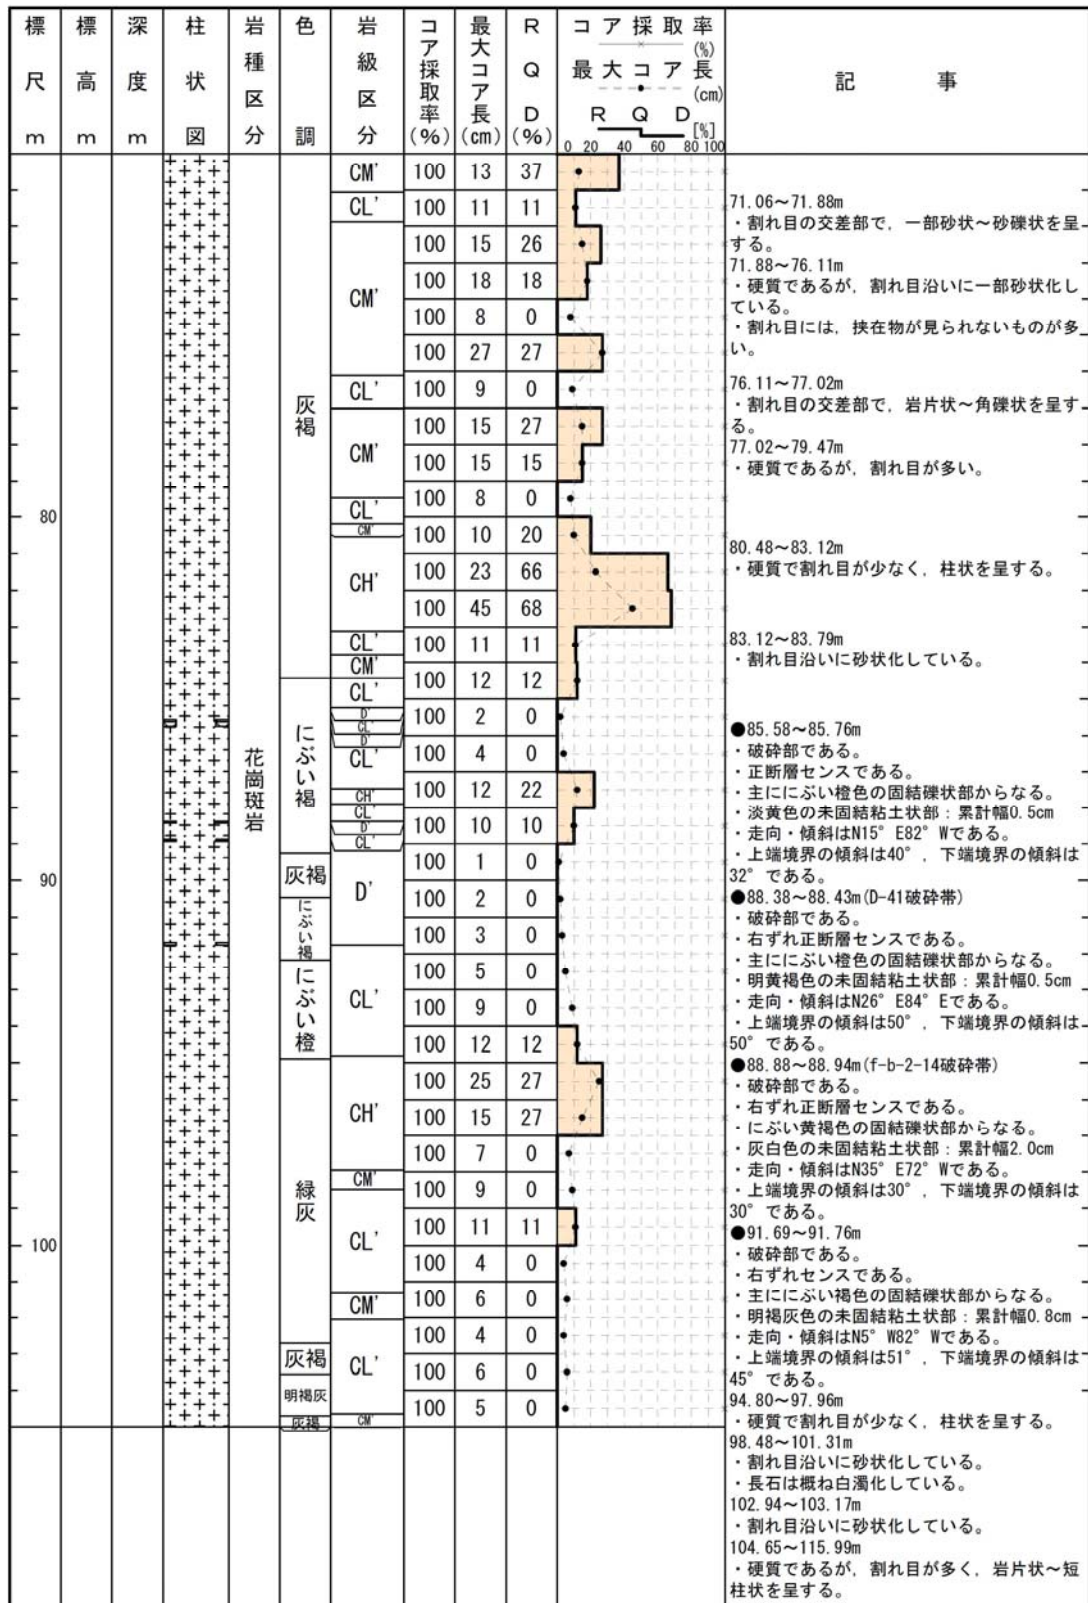 標尺m
標高m
深度m
柱状図
岩種区分
色調
岩級区分
コア採取率(%)
最大コア長(cm)
RQD(%)
コア採取率(%)
最大コア長(cm)
RQD[%]
0 20 40 60 80 100
記事
CM' 100 13 37
CL' 100 11 11
100 15 26
100 18 18
CM'
100 8 0
100 27 27
CL' 100 9 0
灰褐
100 15 27
CM'
100 15 15
100 8 0
CL'
80
CM'
100 10 20
100 23 66
CH'
100 45 68
CL' 100 11 11
CM'
100 12 12
CL'
D'
100 2 0
CL'
D'
CL'
100 4 0
にぶい褐
花崗斑岩
100 12 22
CH'
CL'
100 10 10
D'
CL'
100 1 0
灰褐
D'
90
100 2 0
にぶい褐
100 3 0
100 5 0
にぶい橙
CL'
100 9 0
100 12 12
100 25 27
CH'
100 15 27
100 7 0
CM'
100 9 0
緑灰
100 11 11
CL'
100
100 4 0
CM' 100 6 0
100 4 0
灰褐
CL'
100 6 0
明褐灰
100 5 0
灰褐
CM'
71.06~71.88m
・割れ目の交差部で，一部砂状~砂礫状を呈
する。
71.88~76.11m
・硬質であるが，割れ目沿いに一部砂状化し
ている。
・割れ目には，挟在物が見られないものが多
い。
76.11~77.02m
・割れ目の交差部で，岩片状~角礫状を呈す
る。
77.02~79.47m
・硬質であるが，割れ目が多い。
80.48~83.12m
・硬質で割れ目が少なく，柱状を呈する。
83.12~83.79m
・割れ目沿いに砂状化している。
●85.58~85.76m
・破砕部である。
・正断層センスである。
・主ににぶい橙色の固結礫状部からなる。
・淡黄色の未固結粘土状部：累計幅0.5cm
・走向・傾斜はN15°E82°Wである。
・上端境界の傾斜は40°，下端境界の傾斜は
32°である。
●88.38~88.43m(D-41破砕帯)
・破砕部である。
・右ずれ正断層センスである。
・主ににぶい橙色の固結礫状部からなる。
・明黄褐色の未固結粘土状部：累計幅0.5cm
・走向・傾斜はN26°E84°Eである。
・上端境界の傾斜は50°，下端境界の傾斜は
50°である。
●88.88~88.94m(f-b-2-14破砕帯)
・破砕部である。
・右ずれ正断層センスである。
・にぶい黄褐色の固結礫状部からなる。
・灰白色の未固結粘土状部：累計幅2.0cm
・走向・傾斜はN35°E72°Wである。
・上端境界の傾斜は30°，下端境界の傾斜は
30°である。
●91.69~91.76m
・破砕部である。
・右ずれセンスである。
・主ににぶい褐色の固結礫状部からなる。
・明褐灰色の未固結粘土状部：累計幅0.8cm
・走向・傾斜はN5°W82°Wである。
・上端境界の傾斜は51°，下端境界の傾斜は
45°である。
94.80~97.96m
・硬質で割れ目が少なく，柱状を呈する。
98.48~101.31m
・割れ目沿いに砂状化している。
・長石は概ね白濁化している。
102.94~103.17m
・割れ目沿いに砂状化している。
104.65~115.99m
・硬質であるが，割れ目が多く，岩片状~短
柱状を呈する。